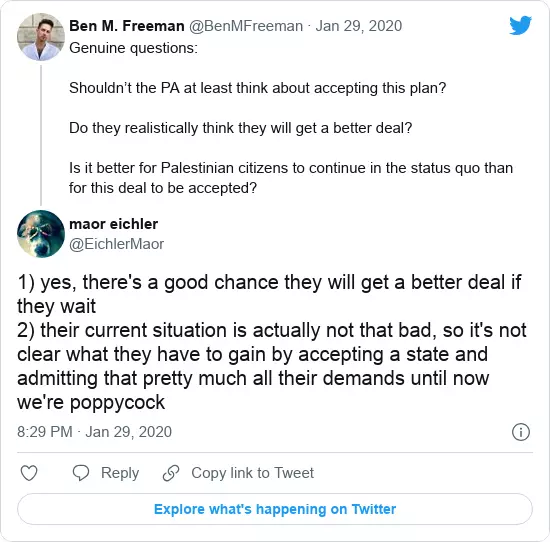 Ben M. Freeman @BenMFreeman · Jan 29, 2020
Genuine questions:
Shouldn’t the PA at least think about accepting this plan?
Do they realistically think they will get a better deal?
Is it better for Palestinian citizens to continue in the status quo than
for this deal to be accepted?
maor eichler
@EichlerMaor
1) yes, there's a good chance they will get a better deal if
they wait
2) their current situation is actually not that bad, so it's not
clear what they have to gain by accepting a state and
admitting that pretty much all their demands until now
we're poppycock
8:29 PM · Jan 29, 2020
Reply Copy link to Tweet
Explore what's happening on Twitter